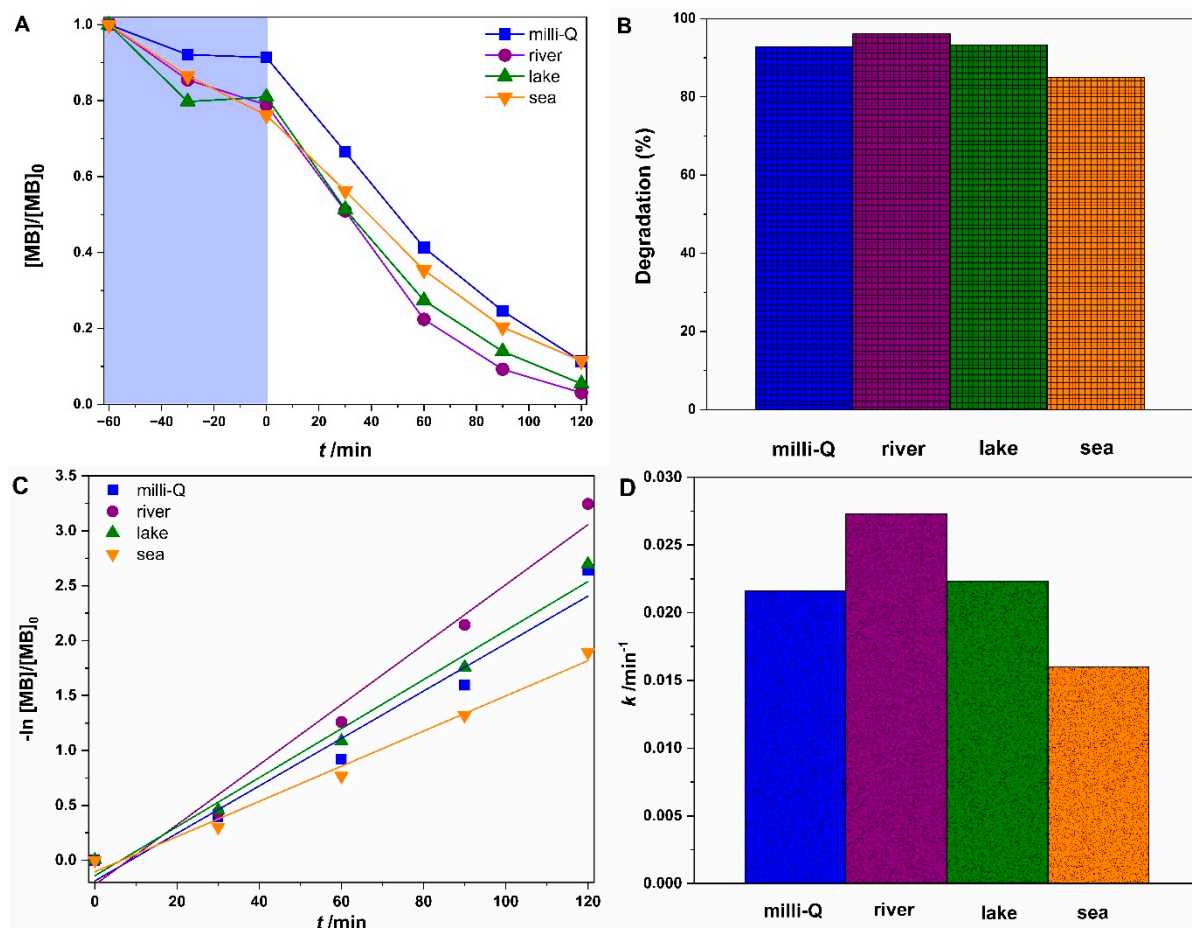 A
milli-Q
river
lake
sea
[MB]/[MB]0
1.0
0.8
0.6
0.4
0.2
0.0
−60 −40 −20 0 20 40 60 80 100 120
t /min
B
Degradation (%)
100
80
60
40
20
0
milli-Q river lake sea
C
milli-Q
river
lake
sea
-ln [MB]/[MB]0
3.5
3.0
2.5
2.0
1.5
1.0
0.5
0.0
0 20 40 60 80 100 120
t /min
D
k /min-1
0.030
0.025
0.020
0.015
0.010
0.005
0.000
milli-Q river lake sea